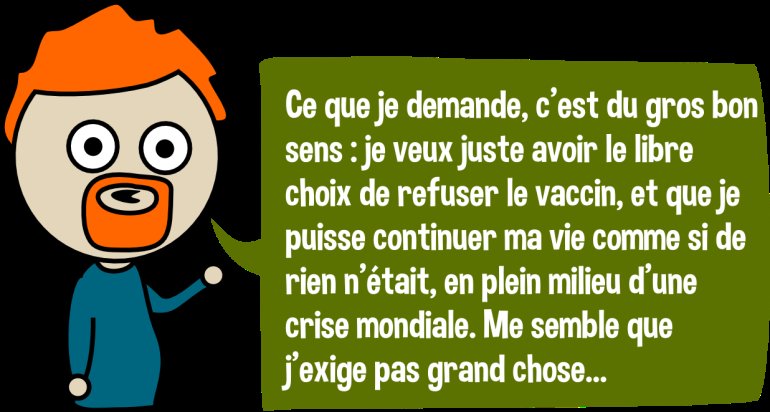 Ce que je demande, c'est du gros bon
sens : je veux juste avoir le libre
choix de refuser le vaccin, et que je
puisse continuer ma vie comme si de
rien n'était, en plein milieu d'une
crise mondiale. Me semble que
j'exige pas grand chose...